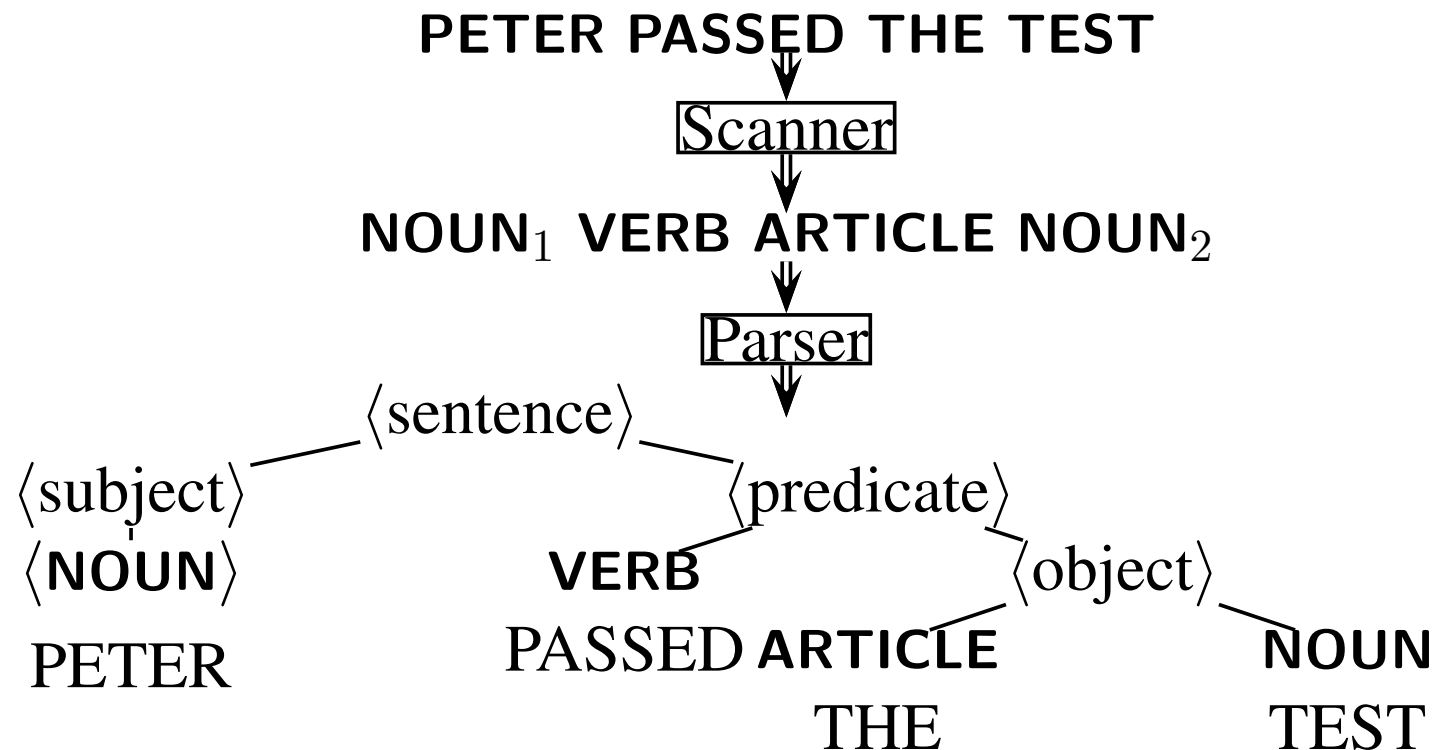 PETER PASSED THE TEST
Scanner
NOUN₁ VERB ARTICLE NOUN₂
Parser
⟨sentence⟩
⟨subject⟩ ⟨predicate⟩
⟨NOUN⟩ VERB ⟨object⟩
PETER PASSED ARTICLE NOUN
THE TEST